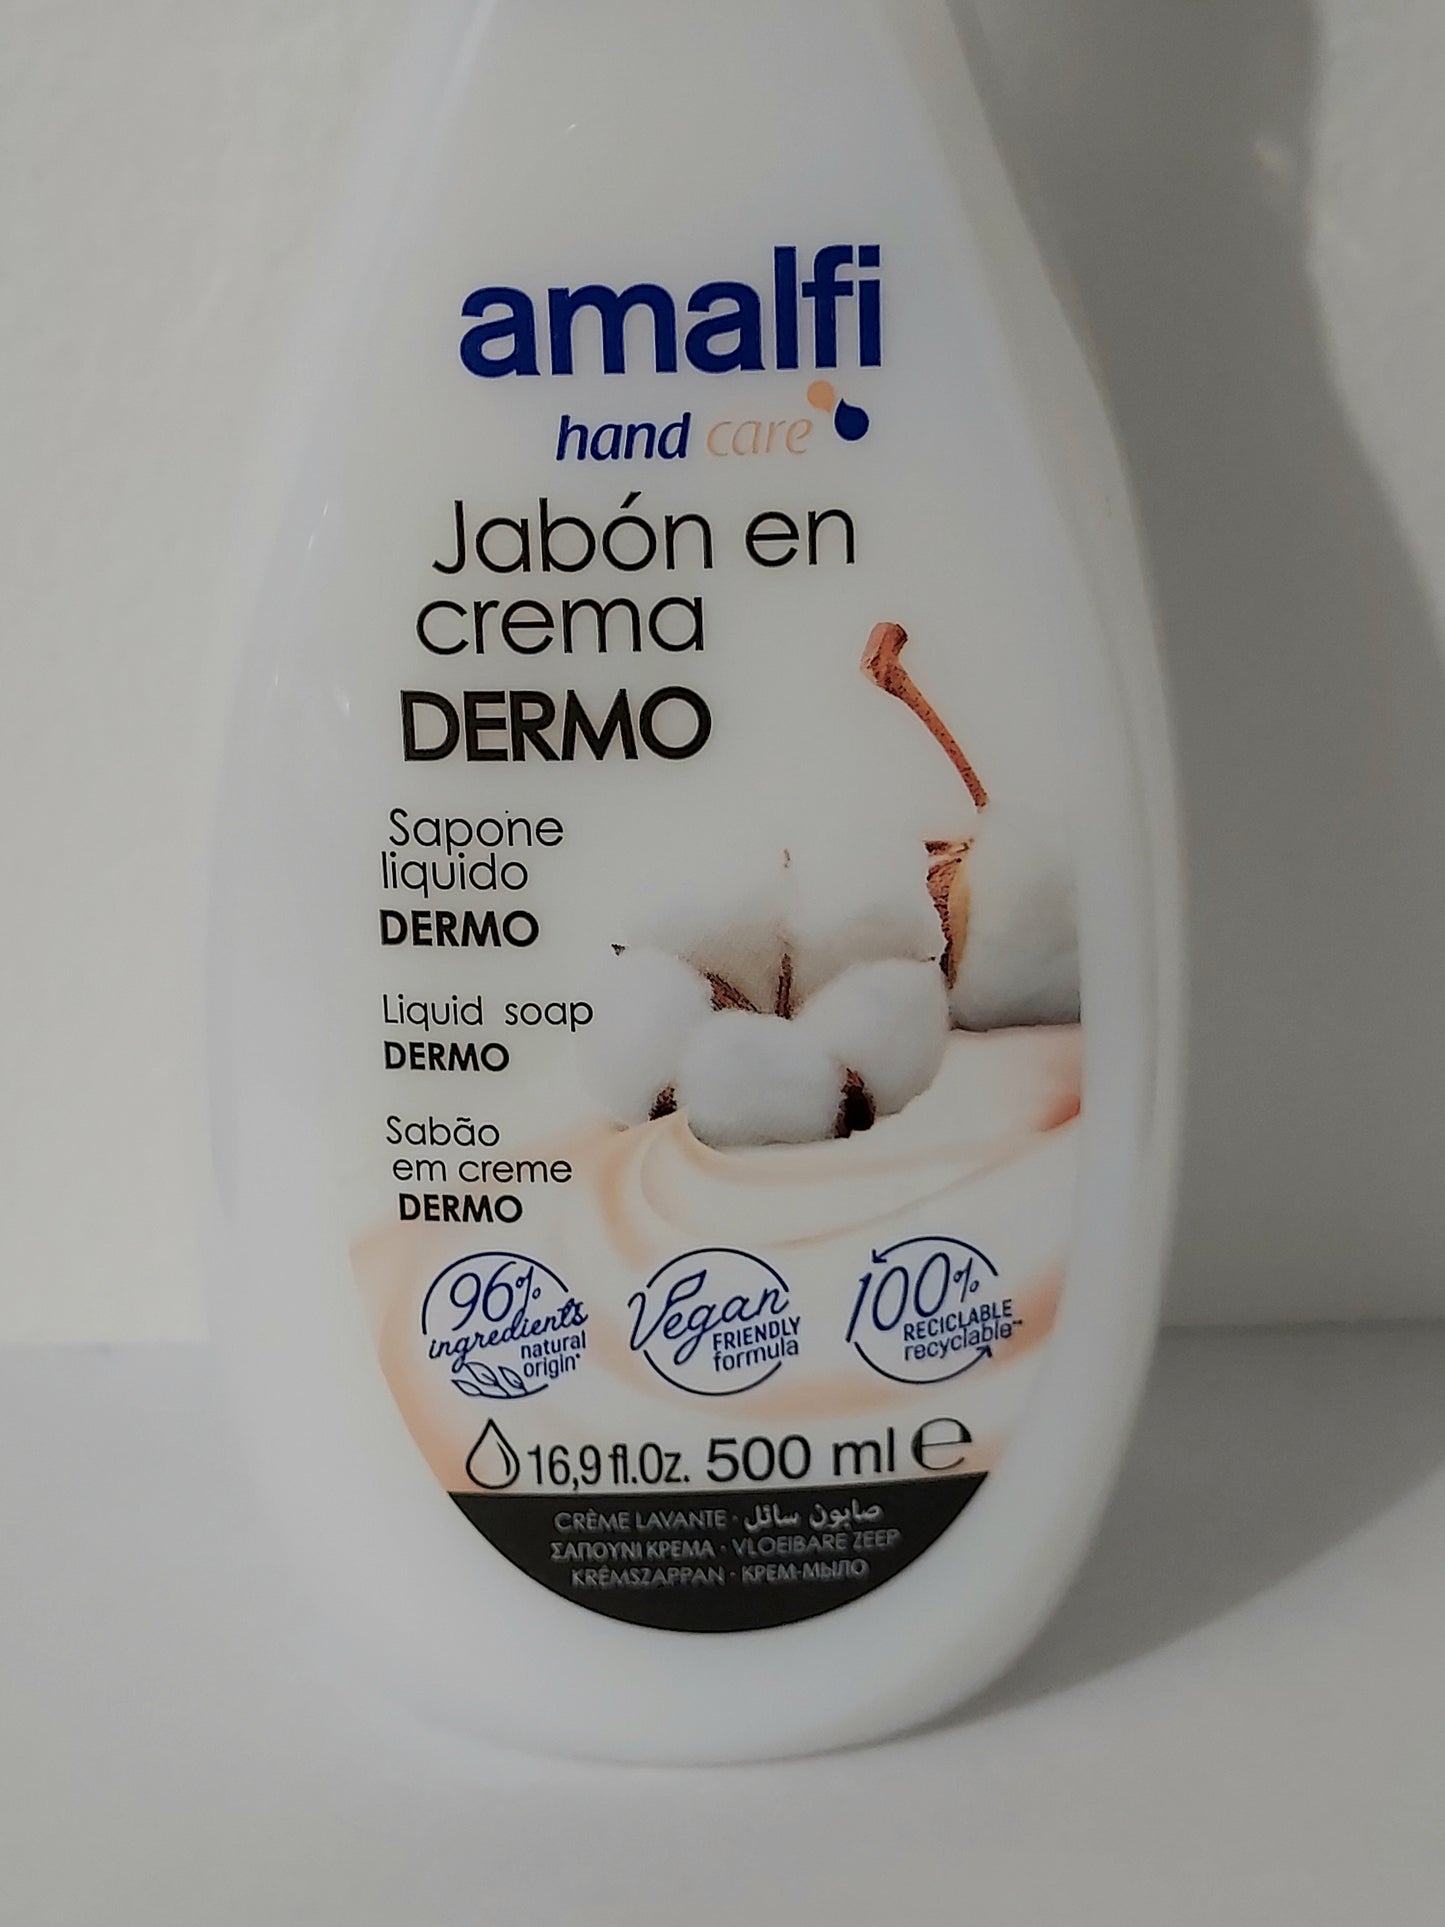 amalfi
hand care
Jabón en
crema
DERMO
Sapone
liquido
DERMO
Liquid soap
DERMO
Sabão
em creme
DERMO
96%
ingredients
natural
origin*
Vegan
FRIENDLY
formula
100%
RECICLABLE
recyclable**
16,9 fl.Oz. 500 ml ℮
CRÈME LAVANTE · صابون سائل
ΣΑΠΟΥΝΙ ΚΡΕΜΑ · VLOEIBARE ZEEP
KRÉMSZAPPAN · КРЕМ-МЫЛО